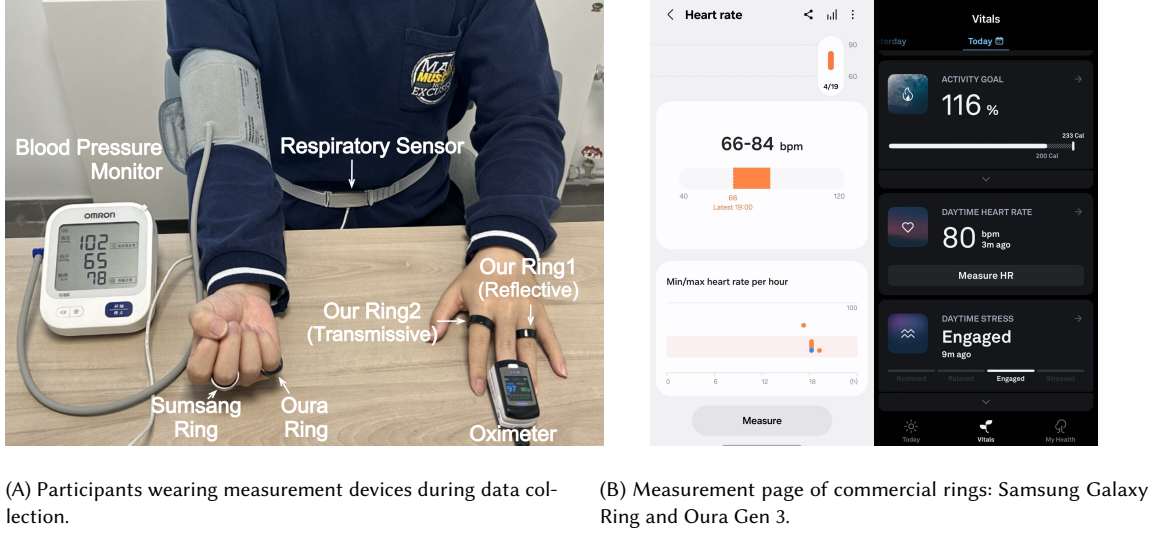 MA
MUSC
EXCUS
Blood Pressure
Monitor
Respiratory Sensor
OMRON
102
65
78
Our Ring1
(Reflective)
Our Ring2
(Transmissive)
97
Sumsang
Ring
Oura
Ring
Oximeter
(A) Participants wearing measurement devices during data col-
lection.
Heart rate
90
60
4/19
66-84 bpm
40
66
120
Latest 19:00
Min/max heart rate per hour
100
0 6 12 18 (h)
Measure
Vitals
terday
Today
ACTIVITY GOAL
116 %
233 Cal
200 Cal
DAYTIME HEART RATE
80 bpm
3m ago
Measure HR
DAYTIME STRESS
Engaged
9m ago
Restored Relaxed Engaged Stressed
Today Vitals My Health
(B) Measurement page of commercial rings: Samsung Galaxy
Ring and Oura Gen 3.